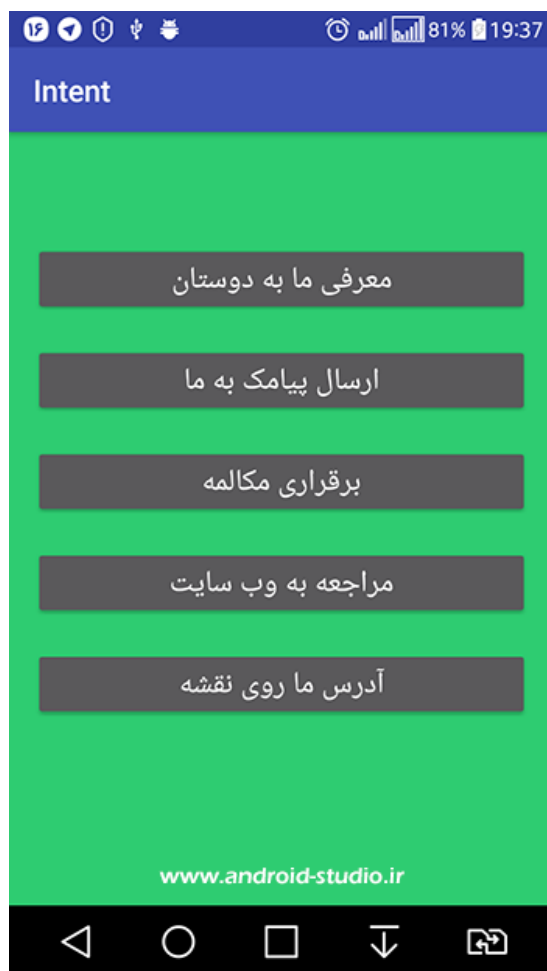 ۱۶ 81% 19:37
Intent
معرفی ما به دوستان
ارسال پیامک به ما
برقراری مکالمه
مراجعه به وب سایت
آدرس ما روی نقشه
www.android-studio.ir